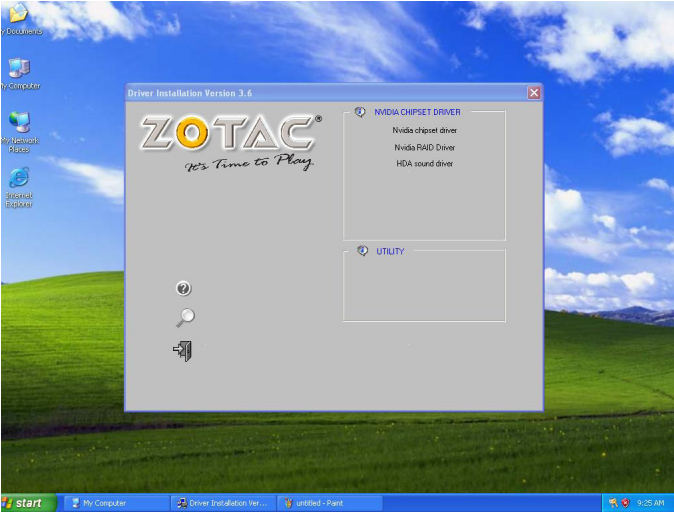 y Documents
My Computer
My Network
Places
Internet
Explorer
Driver Installation Version 3.6
ZOTAC®
It's Time to Play
NVIDIA CHIPSET DRIVER
Nvidia chipset driver
Nvidia RAID Driver
HDA sound driver
UTILITY
?
start
My Computer
Driver Installation Ver...
untitled - Paint
9:25 AM